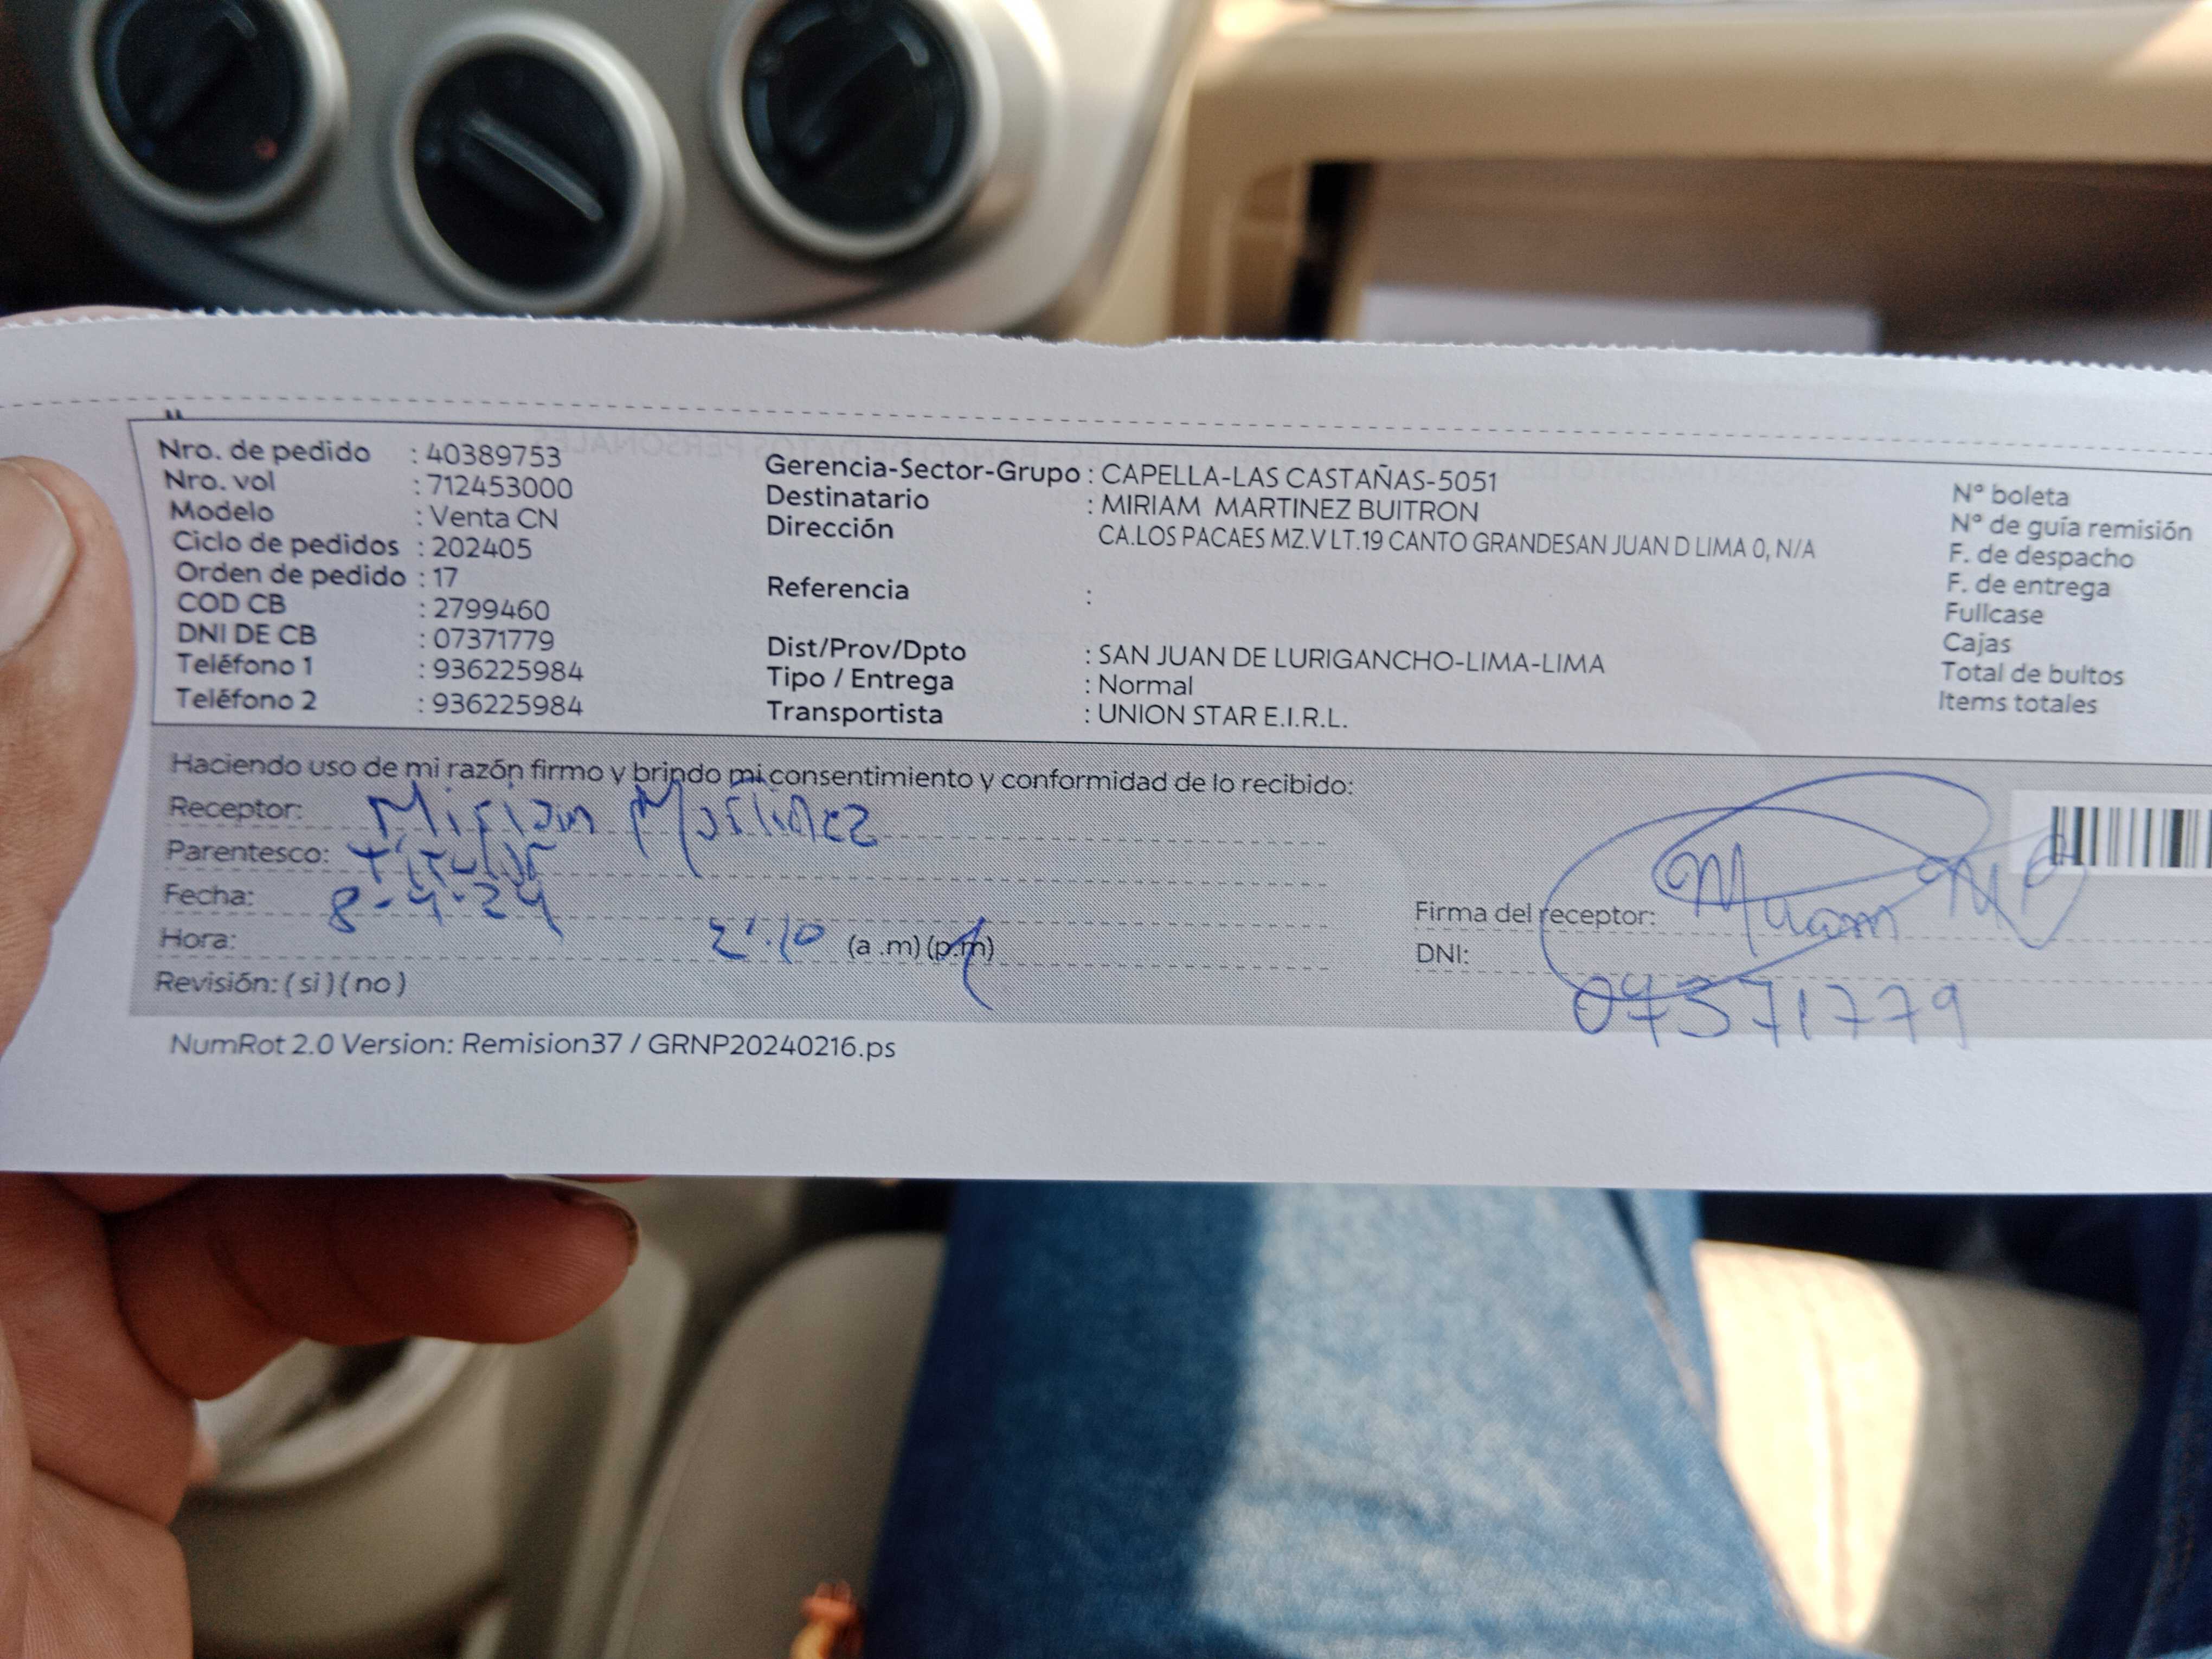 Nro. de pedido : 40389753
Nro. vol : 712453000
Modelo : Venta CN
Ciclo de pedidos : 202405
Orden de pedido : 17
COD CB : 2799460
DNI DE CB : 07371779
Teléfono 1 : 936225984
Teléfono 2 : 936225984
Gerencia-Sector-Grupo : CAPELLA-LAS CASTAÑAS-5051
Destinatario : MIRIAM MARTINEZ BUITRON
Dirección CA.LOS PACAES MZ.V LT.19 CANTO GRANDESAN JUAN D LIMA 0, N/A
Referencia :
Dist/Prov/Dpto : SAN JUAN DE LURIGANCHO-LIMA-LIMA
Tipo / Entrega : Normal
Transportista : UNION STAR E.I.R.L.
N° boleta
N° de guía remisión
F. de despacho
F. de entrega
Fullcase
Cajas
Total de bultos
Items totales
Haciendo uso de mi razón firmo y brindo mi consentimiento y conformidad de lo recibido:
Receptor: Miriam Martinez
Parentesco: Titular
Fecha: 8-4-24
Hora: 2:10 (a .m) (p.m)
Revisión: ( si ) ( no )
Firma del receptor: Miriam
DNI: 07371779
NumRot 2.0 Version: Remision37 / GRNP20240216.ps